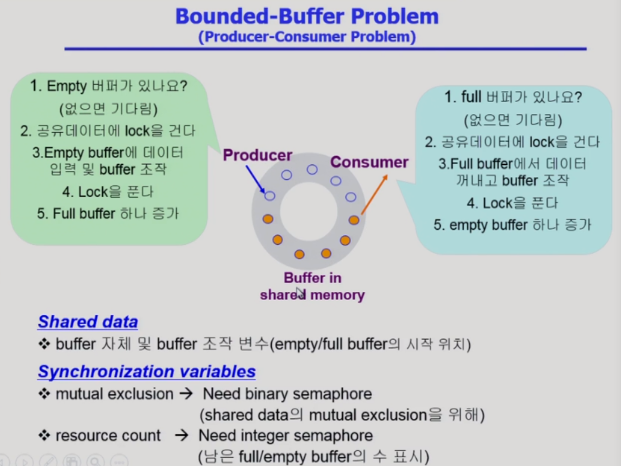 Bounded-Buffer Problem
(Producer-Consumer Problem)
1. Empty 버퍼가 있나요?
(없으면 기다림)
2. 공유데이터에 lock을 건다
3.Empty buffer에 데이터
입력 및 buffer 조작
4. Lock을 푼다
5. Full buffer 하나 증가
Producer
Consumer
1. full 버퍼가 있나요?
(없으면 기다림)
2. 공유데이터에 lock을 건다
3.Full buffer에서 데이터
꺼내고 buffer 조작
4. Lock을 푼다
5. empty buffer 하나 증가
Buffer in
shared memory
Shared data
❖ buffer 자체 및 buffer 조작 변수(empty/full buffer의 시작 위치)
Synchronization variables
❖ mutual exclusion → Need binary semaphore
(shared data의 mutual exclusion을 위해)
❖ resource count → Need integer semaphore
(남은 full/empty buffer의 수 표시)